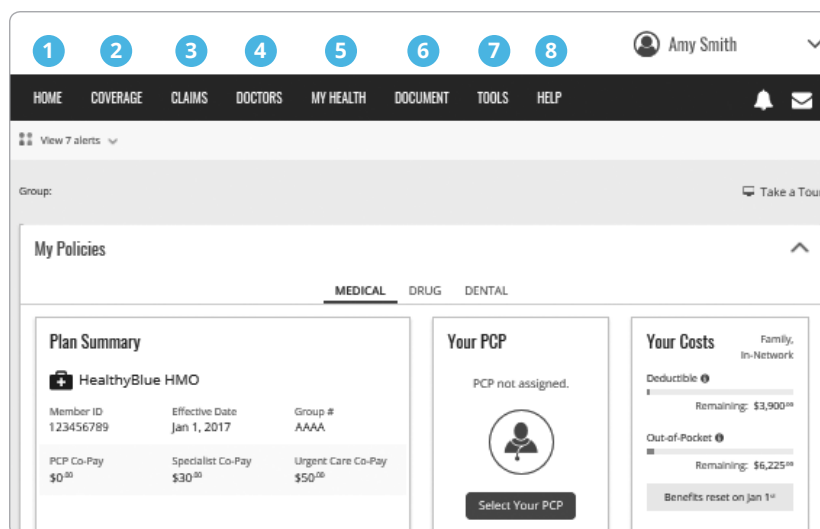 1 2 3 4 5 6 7 8
Amy Smith
HOME COVERAGE CLAIMS DOCTORS MY HEALTH DOCUMENT TOOLS HELP
View 7 alerts
Group:
Take a Tour
My Policies
MEDICAL DRUG DENTAL
Plan Summary
HealthyBlue HMO
Member ID Effective Date Group #
123456789 Jan 1, 2017 AAAA
PCP Co-Pay Specialist Co-Pay Urgent Care Co-Pay
$0.00 $30.00 $50.00
Your PCP
PCP not assigned.
Select Your PCP
Your Costs
Family,
In-Network
Deductible
Remaining: $3,900.00
Out-of-Pocket
Remaining: $6,225.00
Benefits reset on Jan 1st